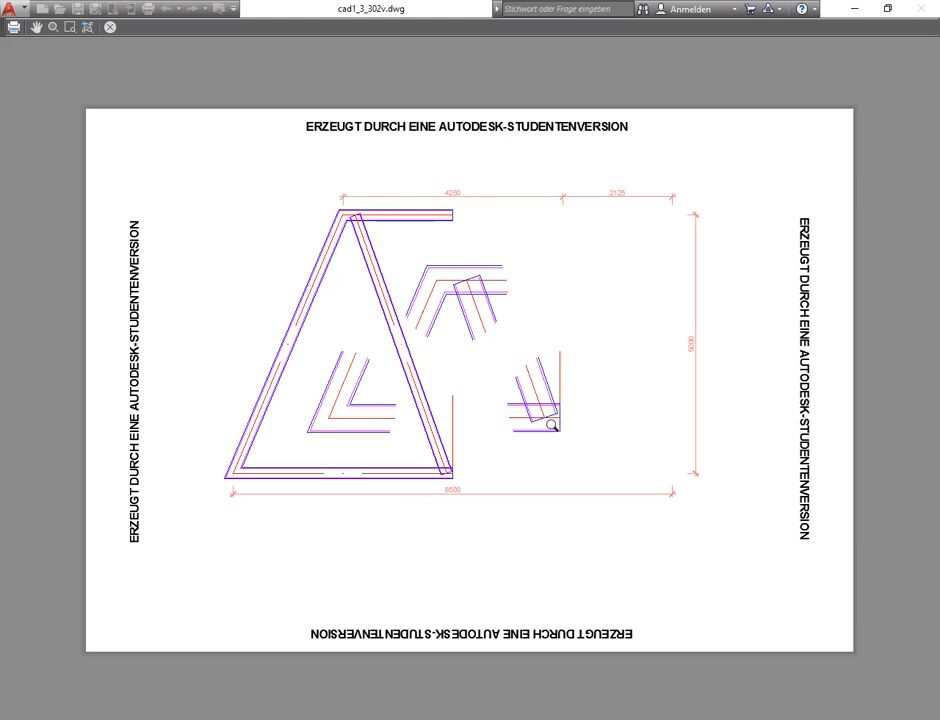 cad1_3_302v.dwg
Stichwort oder Frage eingeben
Anmelden
ERZEUGT DURCH EINE AUTODESK-STUDENTENVERSION
4250
2125
ERZEUGT DURCH EINE AUTODESK-STUDENTENVERSION
ERZEUGT DURCH EINE AUTODESK-STUDENTENVERSION
5000
8500
ERZEUGT DURCH EINE AUTODESK-STUDENTENVERSION